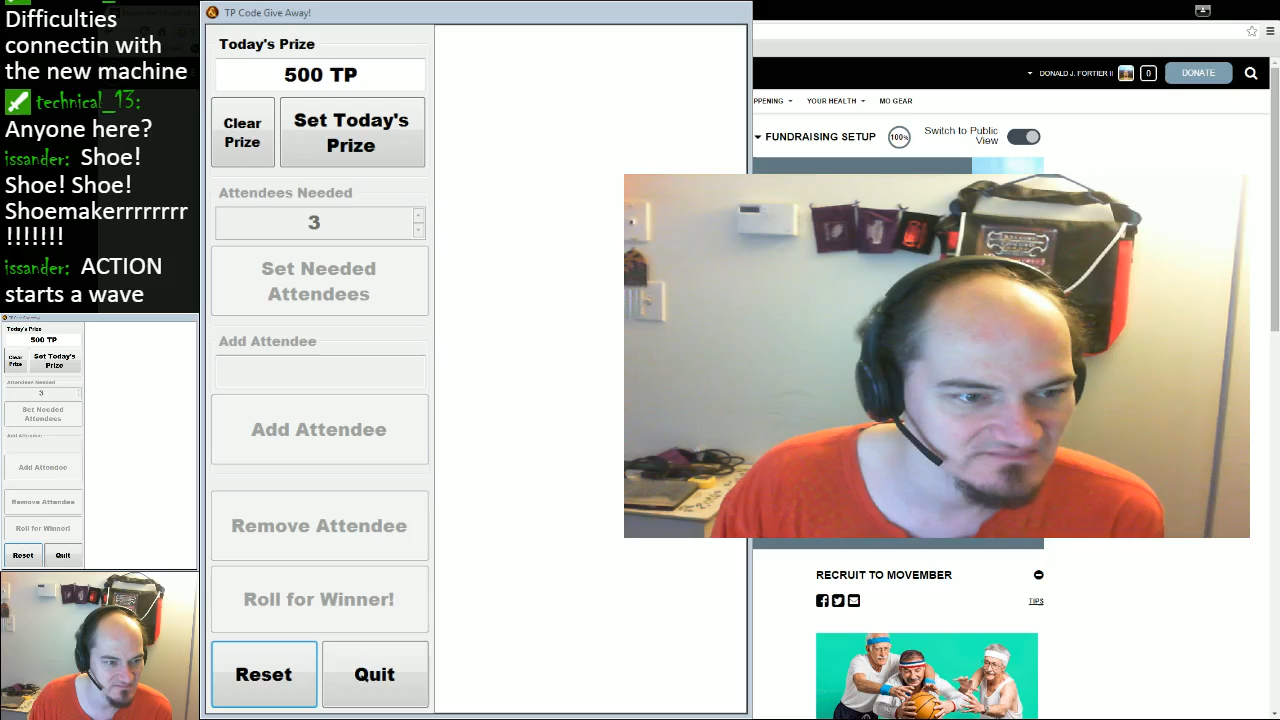 Difficulties
connectin with
the new machine
technical_13:
Anyone here?
issander: Shoe!
Shoe! Shoe!
Shoemakerrrrrrrr
!!!!!!!
issander: ACTION
starts a wave
TP Code Give Away!
Today's Prize
500 TP
Clear
Prize
Set Today's
Prize
Attendees Needed
3
Set Needed
Attendees
Add Attendee
Add Attendee
Remove Attendee
Roll for Winner!
Reset
Quit
Today's Prize
500 TP
Clear
Prize
Set Today's
Prize
Attendees Needed
3
Set Needed
Attendees
Add Attendee
Add Attendee
Remove Attendee
Roll for Winner!
Reset
Quit
DONALD J. FORTIER II
0
DONATE
PPENING
YOUR HEALTH
MO GEAR
FUNDRAISING SETUP
100%
Switch to Public
View
RECRUIT TO MOVEMBER
TIPS